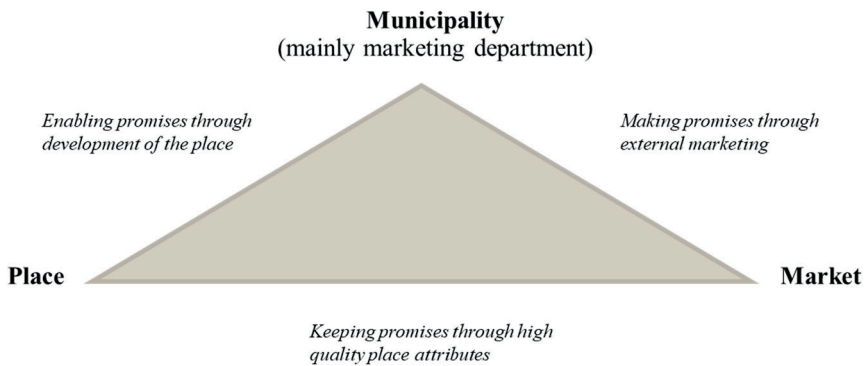 Municipality
(mainly marketing department)
Enabling promises through
development of the place
Making promises through
external marketing
Place
Market
Keeping promises through high
quality place attributes